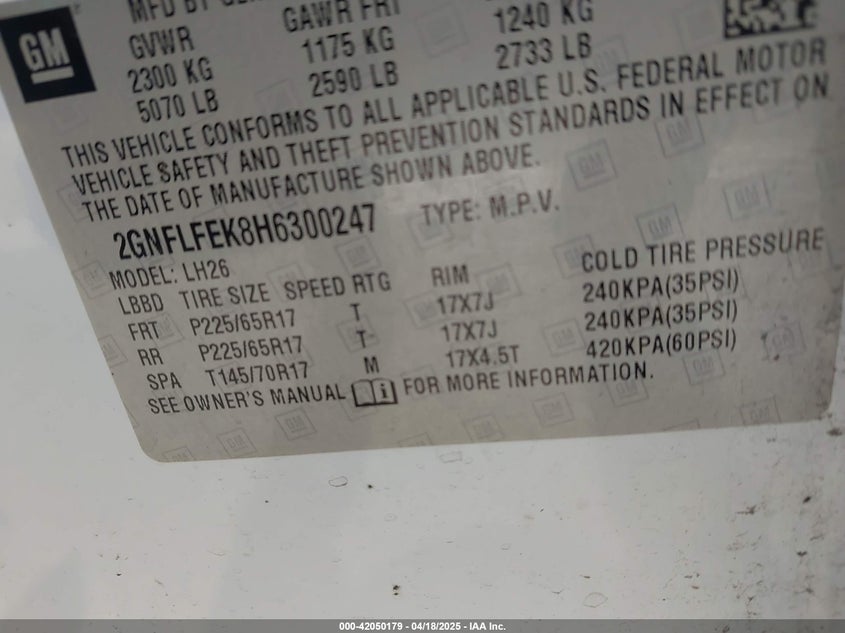 GM
MFD BY
GVWR GAWR FRT
2300 KG 1175 KG 1240 KG
5070 LB 2590 LB 2733 LB
THIS VEHICLE CONFORMS TO ALL APPLICABLE U.S. FEDERAL MOTOR
VEHICLE SAFETY AND THEFT PREVENTION STANDARDS IN EFFECT ON
THE DATE OF MANUFACTURE SHOWN ABOVE.
2GNFLFEK8H6300247 TYPE: M.P.V.
MODEL: LH26
LBBD TIRE SIZE SPEED RTG RIM COLD TIRE PRESSURE
FRT P225/65R17 T 17X7J 240KPA(35PSI)
RR P225/65R17 T 17X7J 240KPA(35PSI)
SPA T145/70R17 M 17X4.5T 420KPA(60PSI)
SEE OWNER'S MANUAL i FOR MORE INFORMATION.
000-42050179 - 04/18/2025 - IAA Inc.